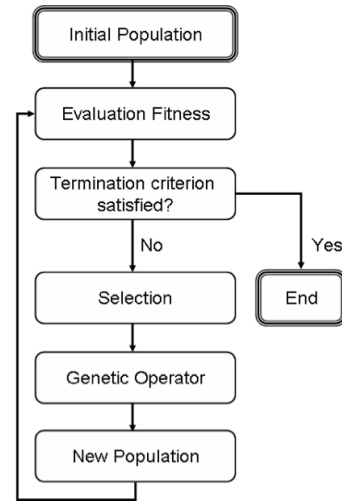 Initial Population
Evaluation Fitness
Termination criterion
satisfied?
No
Yes
Selection
End
Genetic Operator
New Population